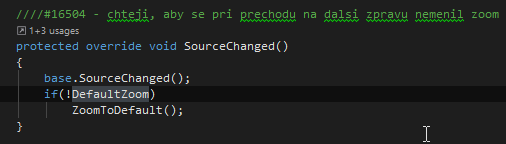 ////#16504 - chteji, aby se pri prechodu na dalsi zpravu nemenil zoom
1+3 usages
protected override void SourceChanged()
{
base.SourceChanged();
if(!DefaultZoom)
ZoomToDefault();
}